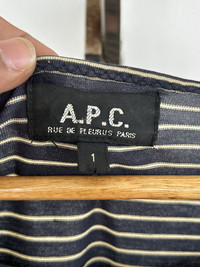 A.P.C.
RUE DE FLEURUS PARIS
1